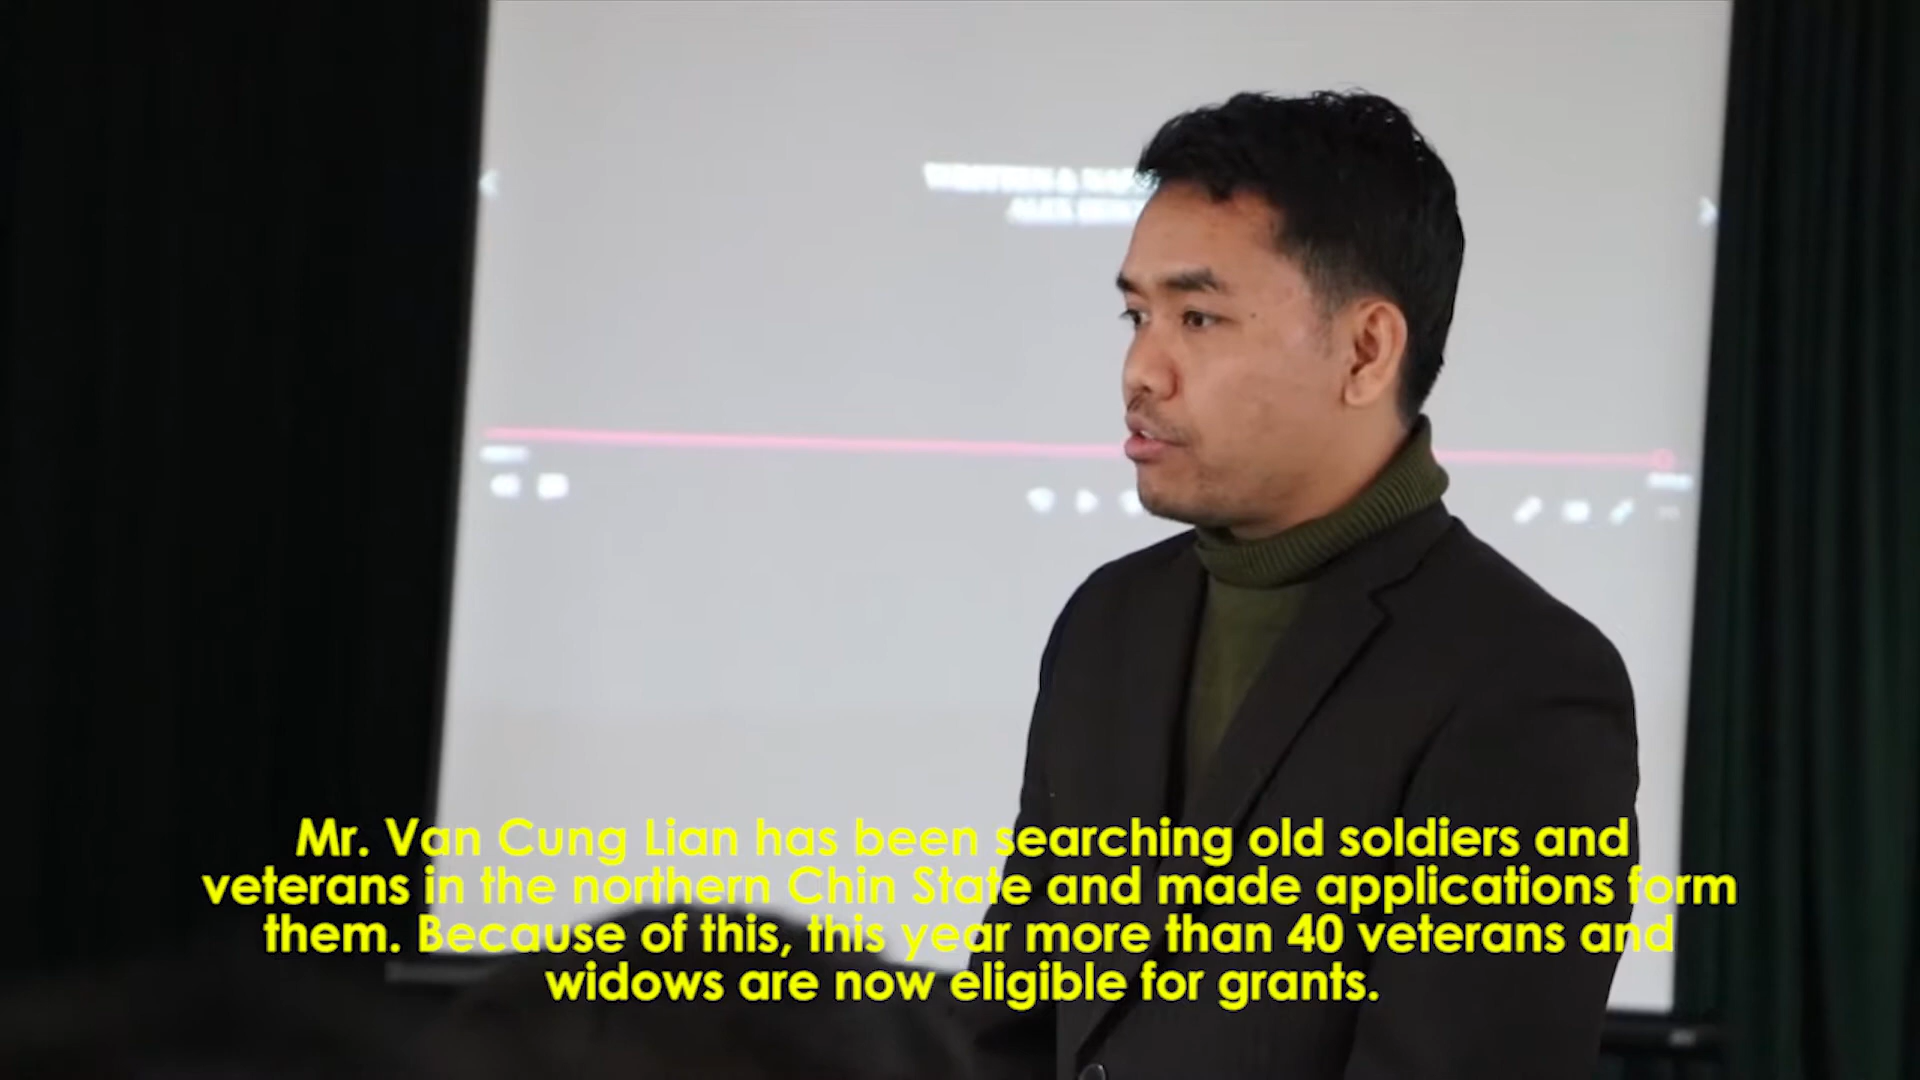 Mr. Van Cung Lian has been searching old soldiers and
veterans in the northern Chin State and made applications form
them. Because of this, this year more than 40 veterans and
widows are now eligible for grants.